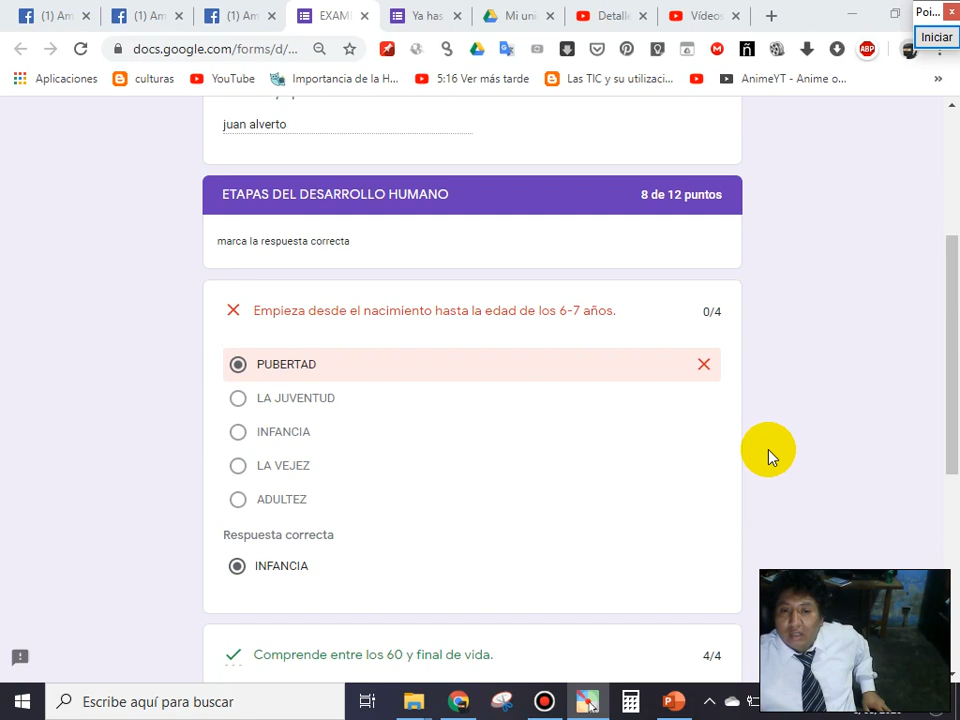 (1) Am
(1) Am
(1) Am
EXAM
Ya has
Mi uni
Detalle
Vídeos
Poi...
Iniciar
docs.google.com/forms/d/...
ABP
Aplicaciones
culturas
YouTube
Importancia de la H...
5:16 Ver más tarde
Las TIC y su utilizaci...
AnimeYT - Anime o...
»
juan alverto
ETAPAS DEL DESARROLLO HUMANO
8 de 12 puntos
marca la respuesta correcta
Empieza desde el nacimiento hasta la edad de los 6-7 años.
0/4
PUBERTAD
LA JUVENTUD
INFANCIA
LA VEJEZ
ADULTEZ
Respuesta correcta
INFANCIA
Comprende entre los 60 y final de vida.
4/4
Escribe aquí para buscar